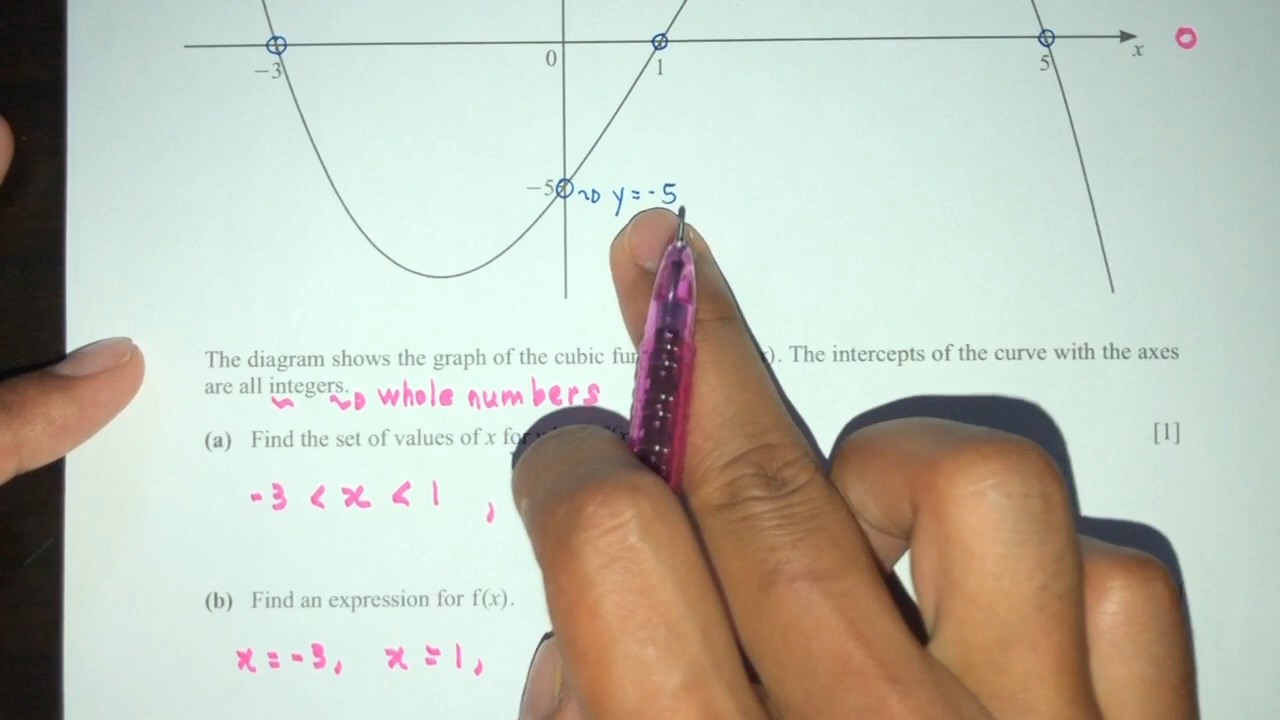 -3 0 1 5 x
-5 y = -5
The diagram shows the graph of the cubic ). The intercepts of the curve with the axes
are all integers. whole numbers
(a) Find the set of values of x [1]
-3 < x < 1 ,
(b) Find an expression for f(x).
x = -3, x = 1,